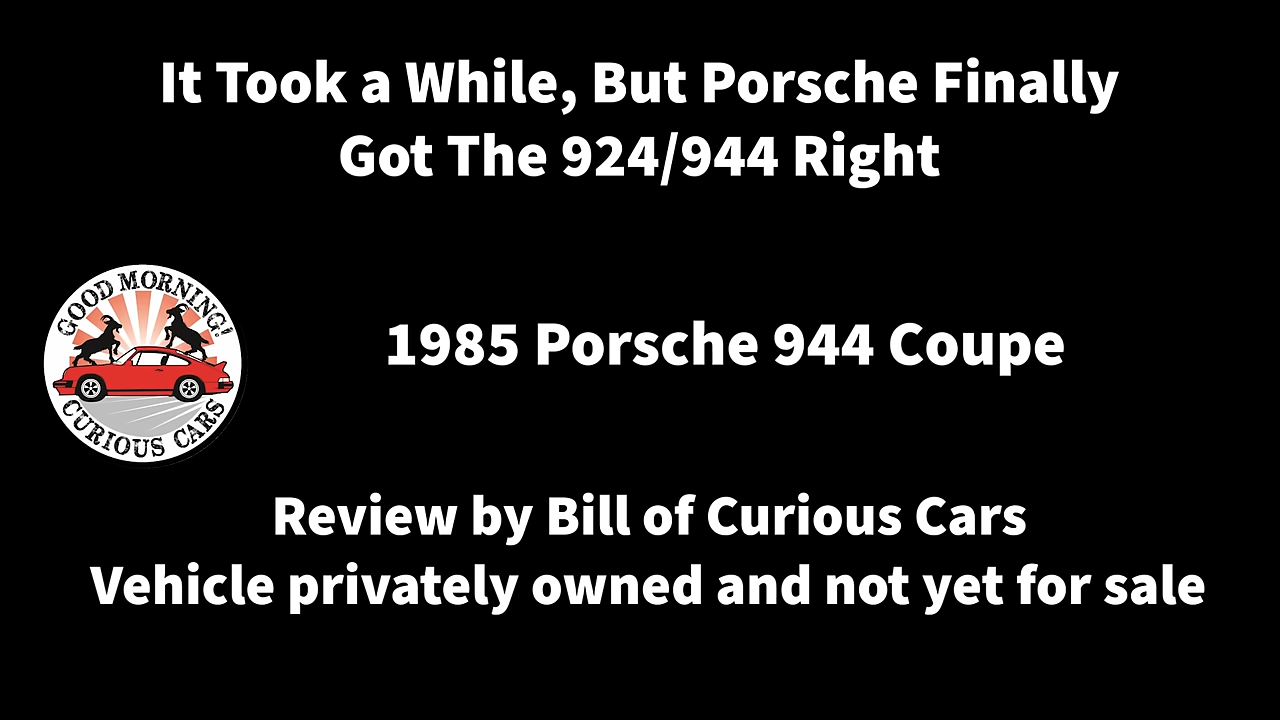 It Took a While, But Porsche Finally
Got The 924/944 Right
GOOD MORNING!
CURIOUS CARS
1985 Porsche 944 Coupe
Review by Bill of Curious Cars
Vehicle privately owned and not yet for sale